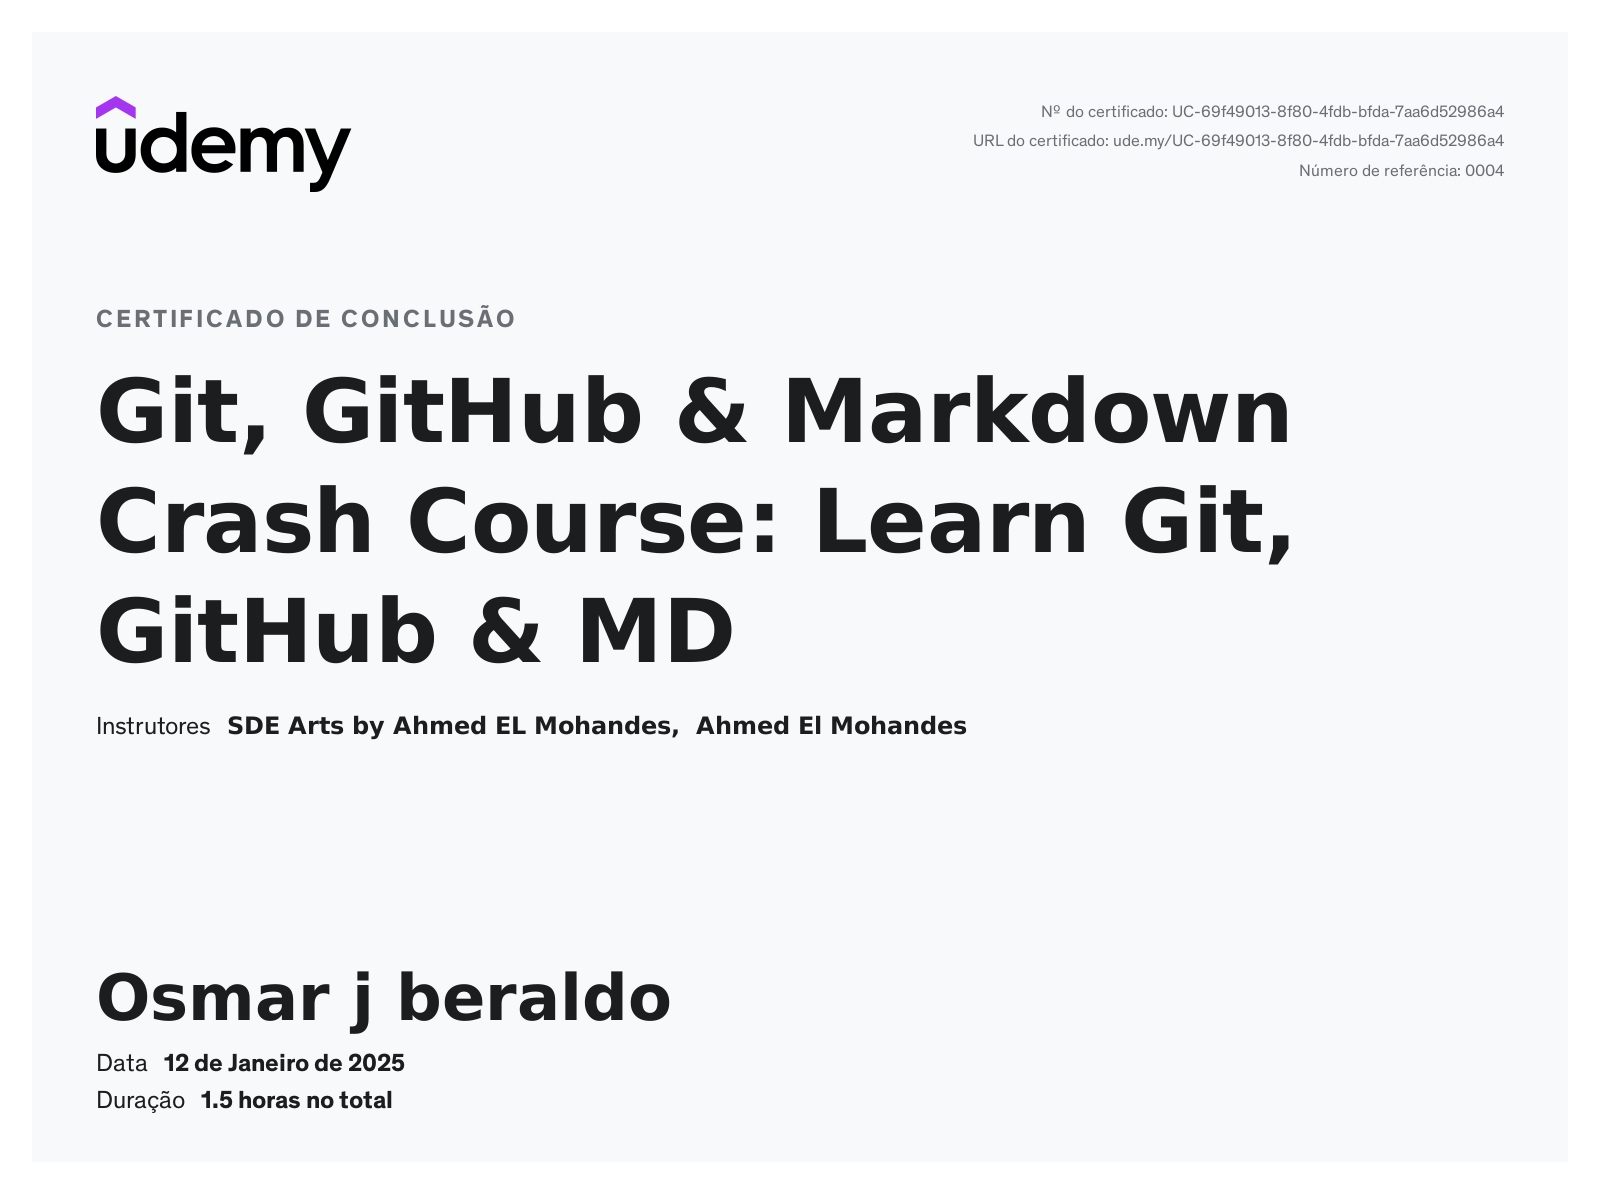 udemy
Nº do certificado: UC-69f49013-8f80-4fdb-bfda-7aa6d52986a4
URL do certificado: ude.my/UC-69f49013-8f80-4fdb-bfda-7aa6d52986a4
Número de referência: 0004
CERTIFICADO DE CONCLUSÃO
Git, GitHub & Markdown
Crash Course: Learn Git,
GitHub & MD
Instrutores SDE Arts by Ahmed EL Mohandes, Ahmed El Mohandes
Osmar j beraldo
Data 12 de Janeiro de 2025
Duração 1.5 horas no total